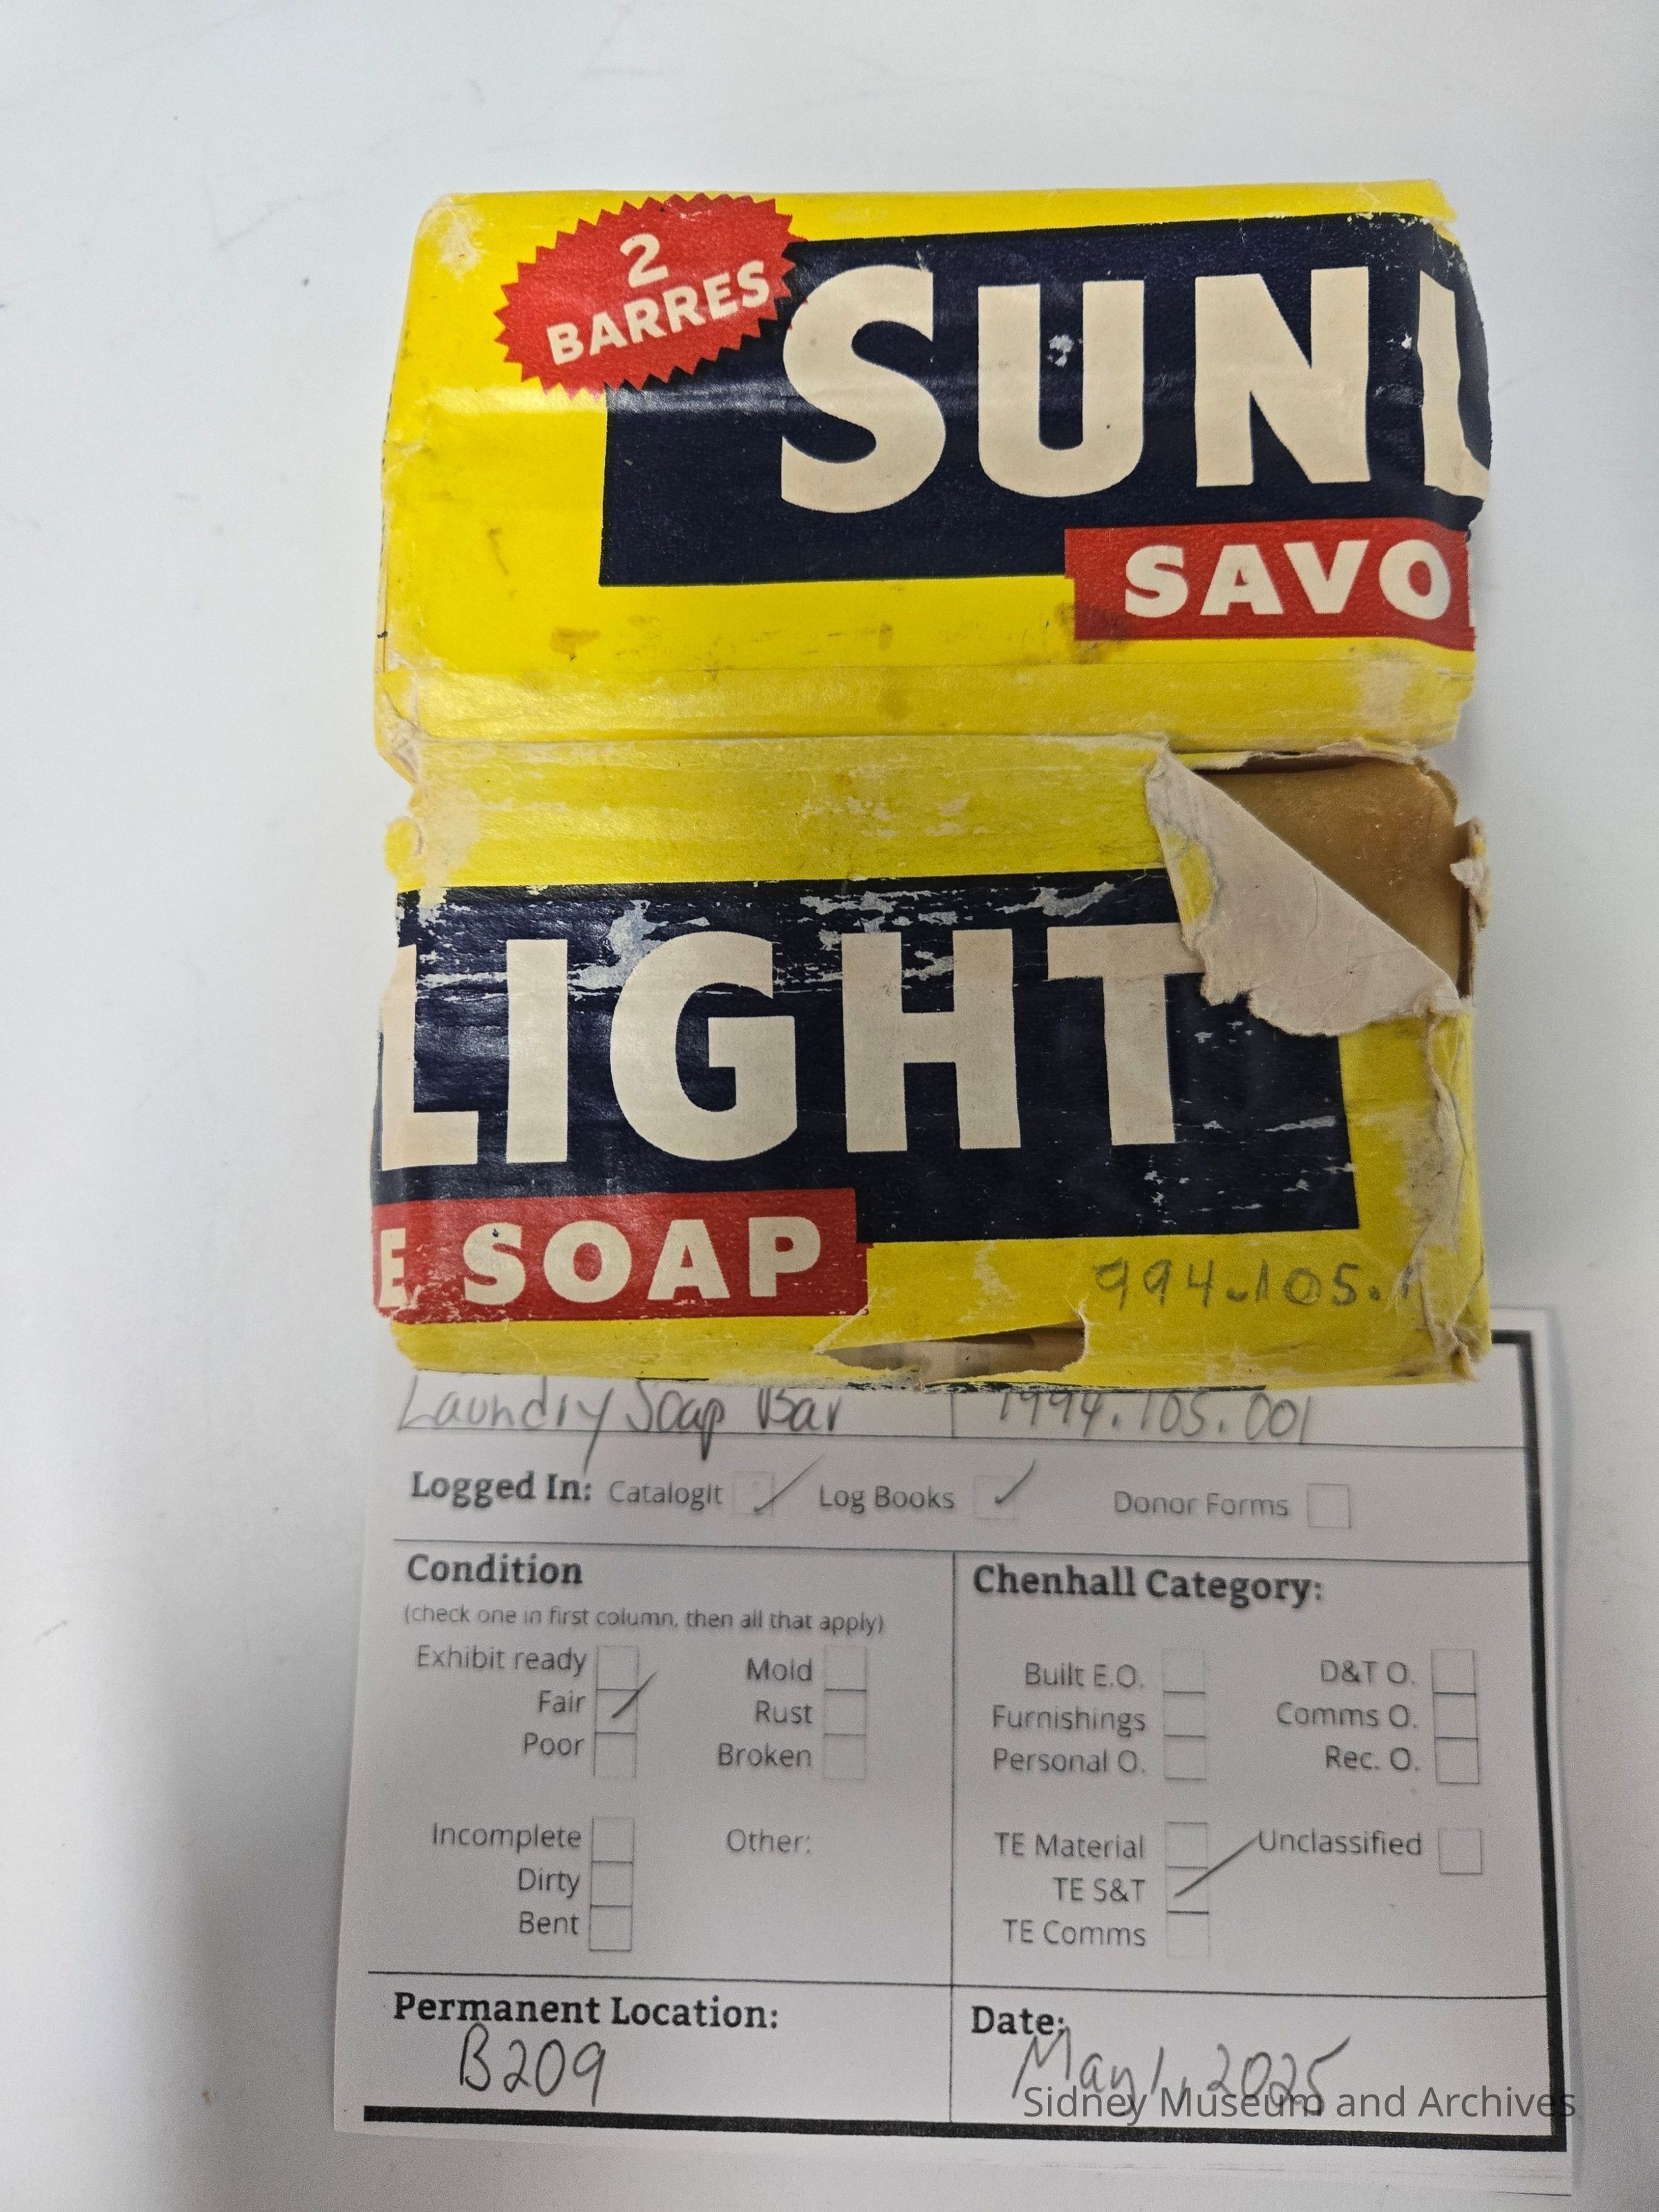 2
BARRES
SUNL
SAVO
LIGHT
E SOAP
994.105.1
Laundry Soap Bar 1994.105.001
Logged In: CatalogIt Log Books Donor Forms
Condition
(check one in first column, then all that apply)
Exhibit ready Mold
Fair Rust
Poor Broken
Incomplete Other:
Dirty
Bent
Chenhall Category:
Built E.O. D&T O.
Furnishings Comms O.
Personal O. Rec. O.
TE Material Unclassified
TE S&T
TE Comms
Permanent Location:
B209
Date:
May 1, 2025
Sidney Museum and Archives